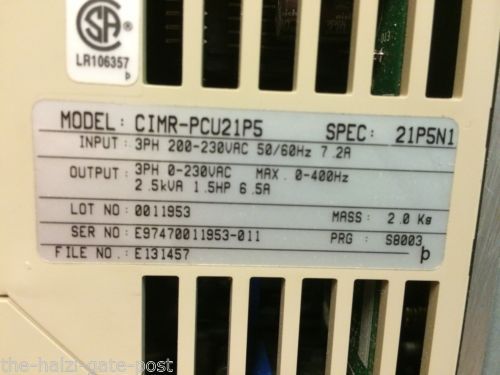 CSA
LR106357
MODEL : CIMR-PCU21P5 SPEC: 21P5N1
INPUT : 3PH 200-230VAC 50/60Hz 7.2A
OUTPUT : 3PH 0-230VAC MAX. 0-400Hz
2.5kVA 1.5HP 6.5A
LOT NO : 0011953 MASS: 2.0 Kg
SER NO : E97470011953-011 PRG : S8003
FILE NO. : E131457
the-halzi-gate-post